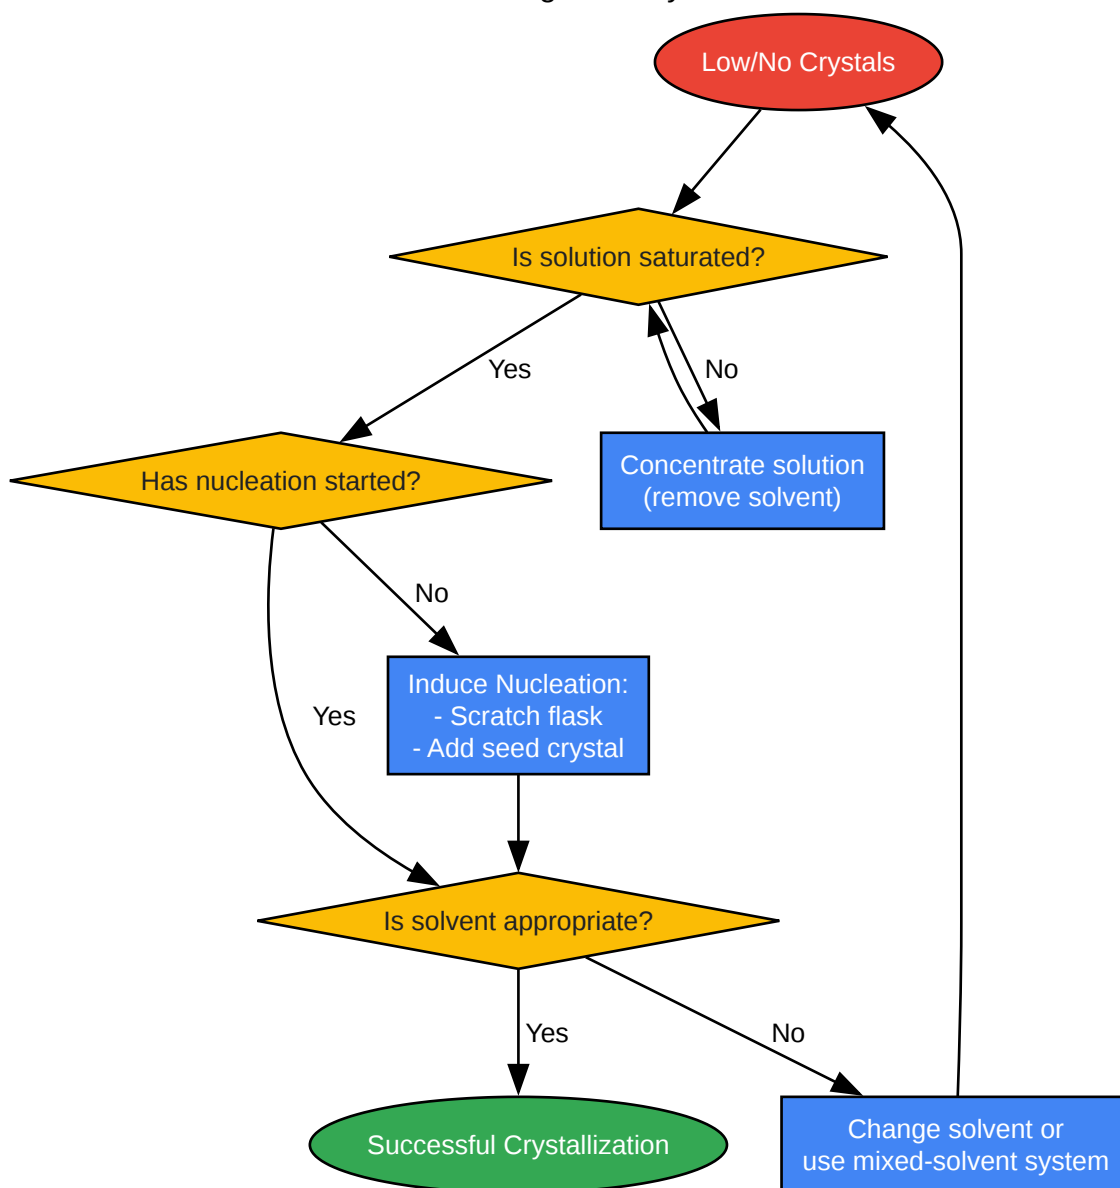 Low/No Crystals
Is solution saturated?
Yes
No
Has nucleation started?
Concentrate solution
(remove solvent)
No
Induce Nucleation:
- Scratch flask
- Add seed crystal
Yes
Is solvent appropriate?
Yes
No
Successful Crystallization
Change solvent or
use mixed-solvent system